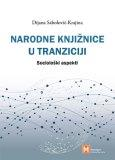 Dijana Sabolović-Krajina
NARODNE KNJIŽNICE
U TRANZICIJI
Sociološki aspekti